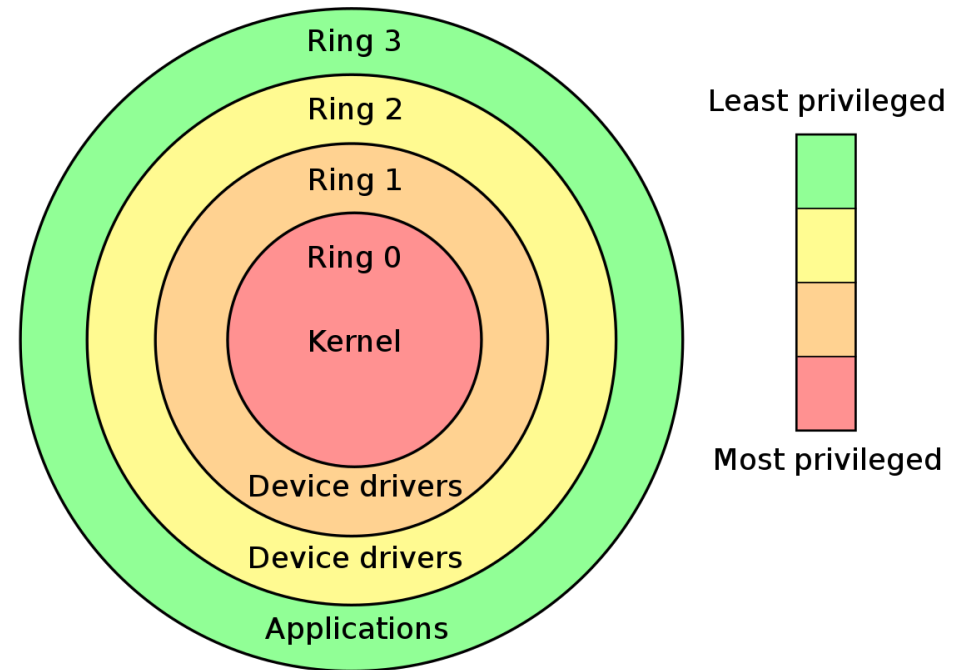 Ring 3
Ring 2
Ring 1
Ring 0
Kernel
Device drivers
Device drivers
Applications
Least privileged
Most privileged